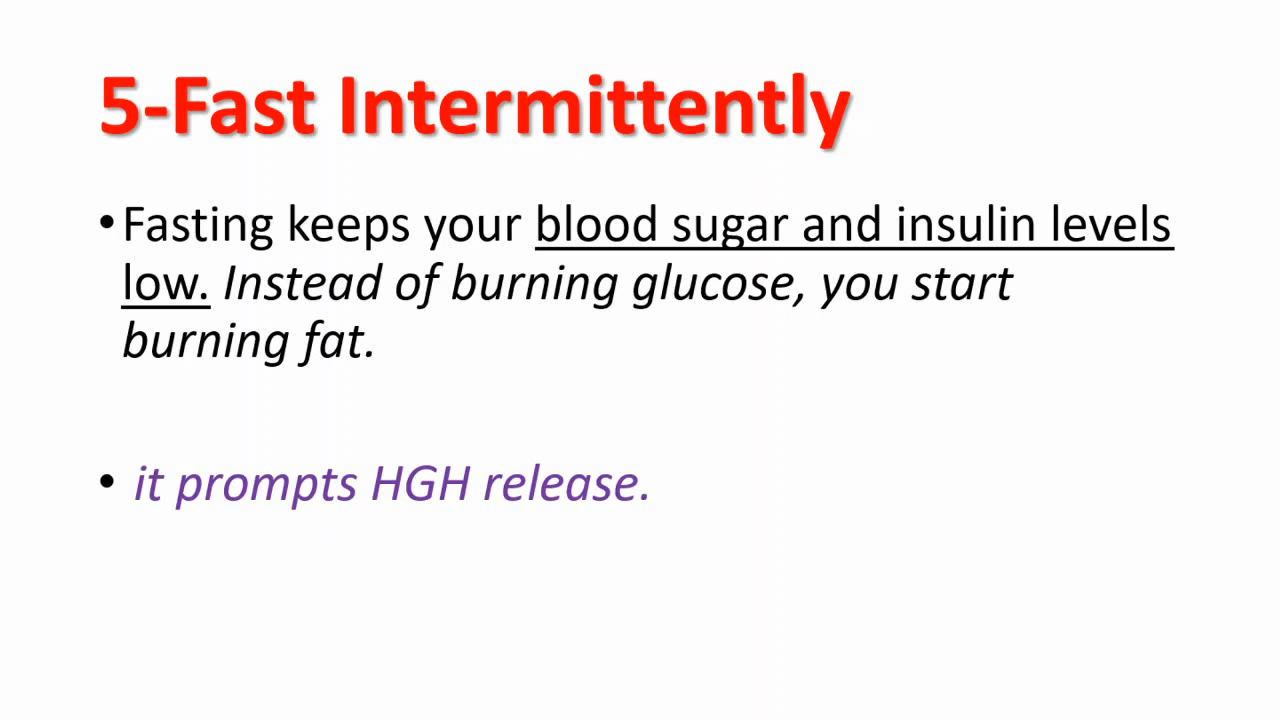 5-Fast Intermittently
•Fasting keeps your blood sugar and insulin levels
low. Instead of burning glucose, you start
burning fat.
• it prompts HGH release.